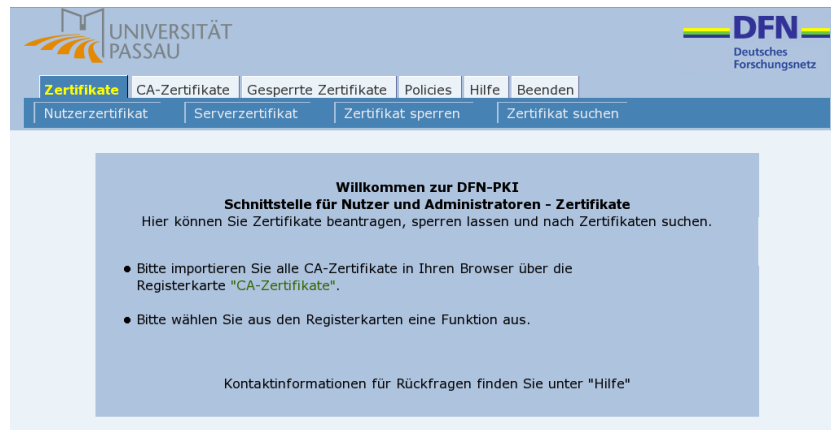 UNIVERSITÄT
PASSAU
DFN
Deutsches
Forschungsnetz
Zertifikate CA-Zertifikate Gesperrte Zertifikate Policies Hilfe Beenden
Nutzerzertifikat Serverzertifikat Zertifikat sperren Zertifikat suchen
Willkommen zur DFN-PKI
Schnittstelle für Nutzer und Administratoren - Zertifikate
Hier können Sie Zertifikate beantragen, sperren lassen und nach Zertifikaten suchen.
• Bitte importieren Sie alle CA-Zertifikate in Ihren Browser über die
Registerkarte "CA-Zertifikate".
• Bitte wählen Sie aus den Registerkarten eine Funktion aus.
Kontaktinformationen für Rückfragen finden Sie unter "Hilfe"